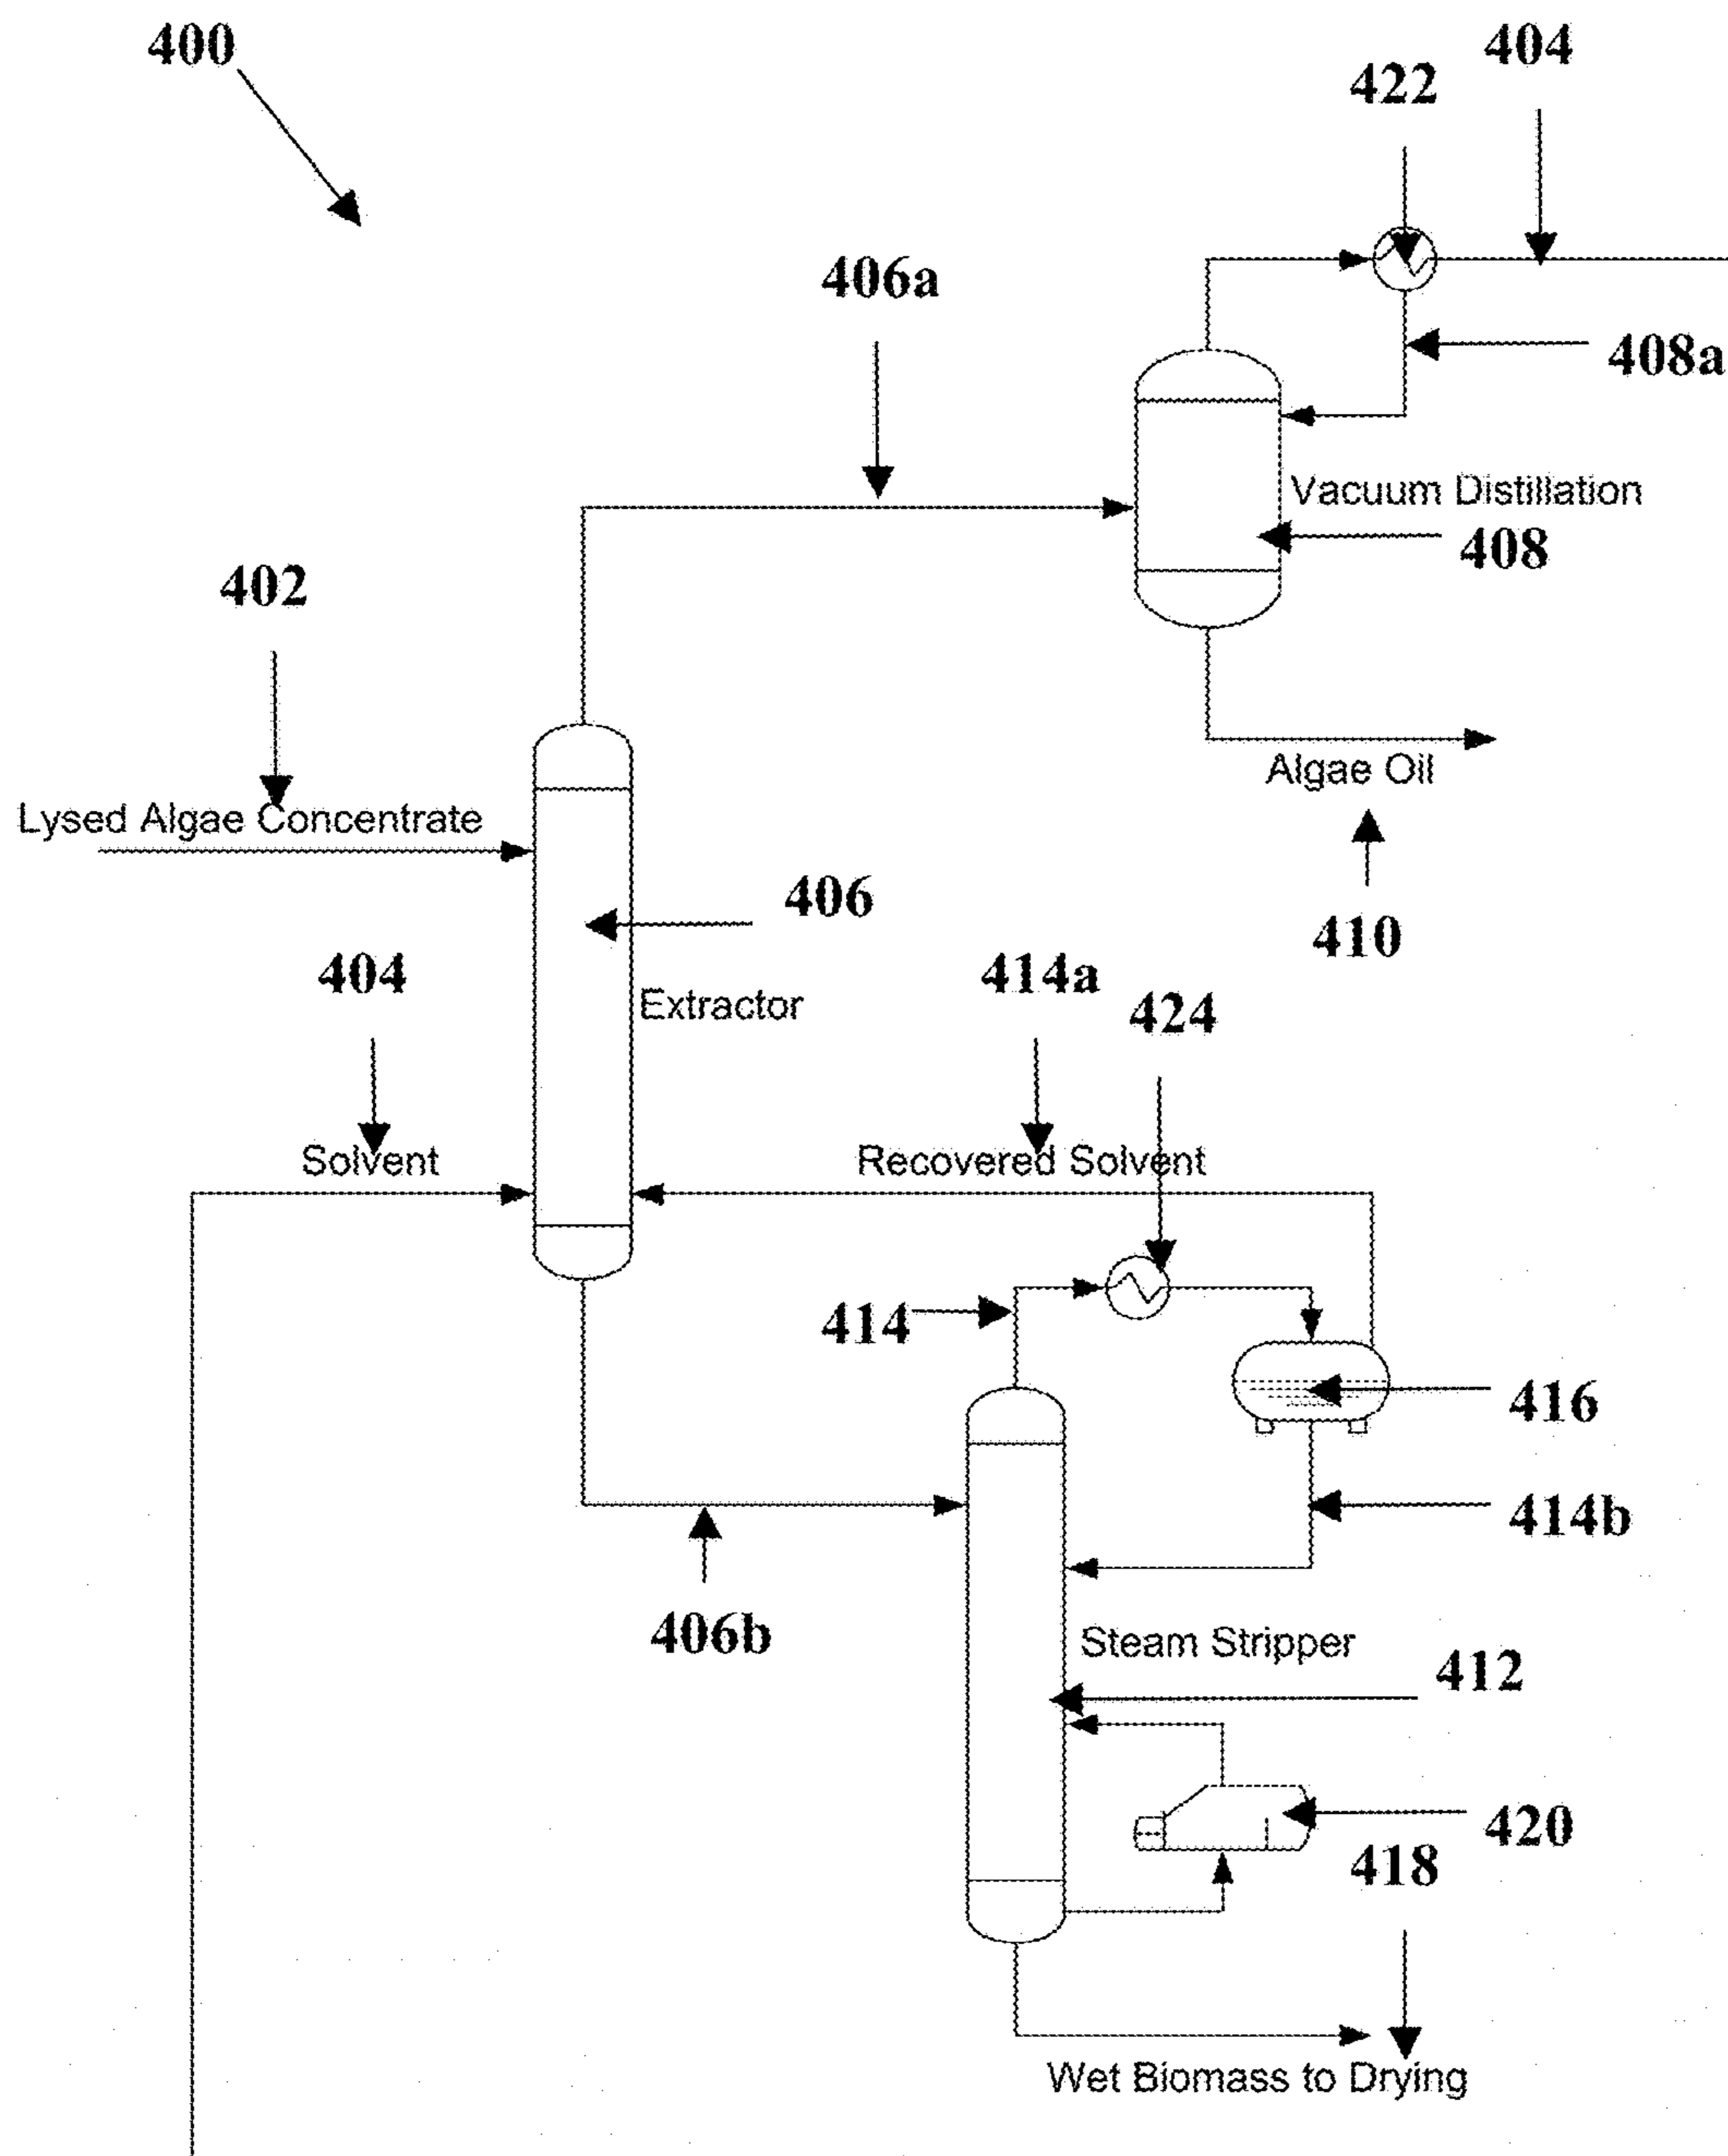 400
404
422
406a
408a
Vacuum Distillation
408
402
Algae Oil
Lysed Algae Concentrate
406
410
404
414a
Extractor
424
Solvent
Recovered Solvent
414
416
414b
406b
Steam Stripper
412
420
418
Wet Biomass to Drying